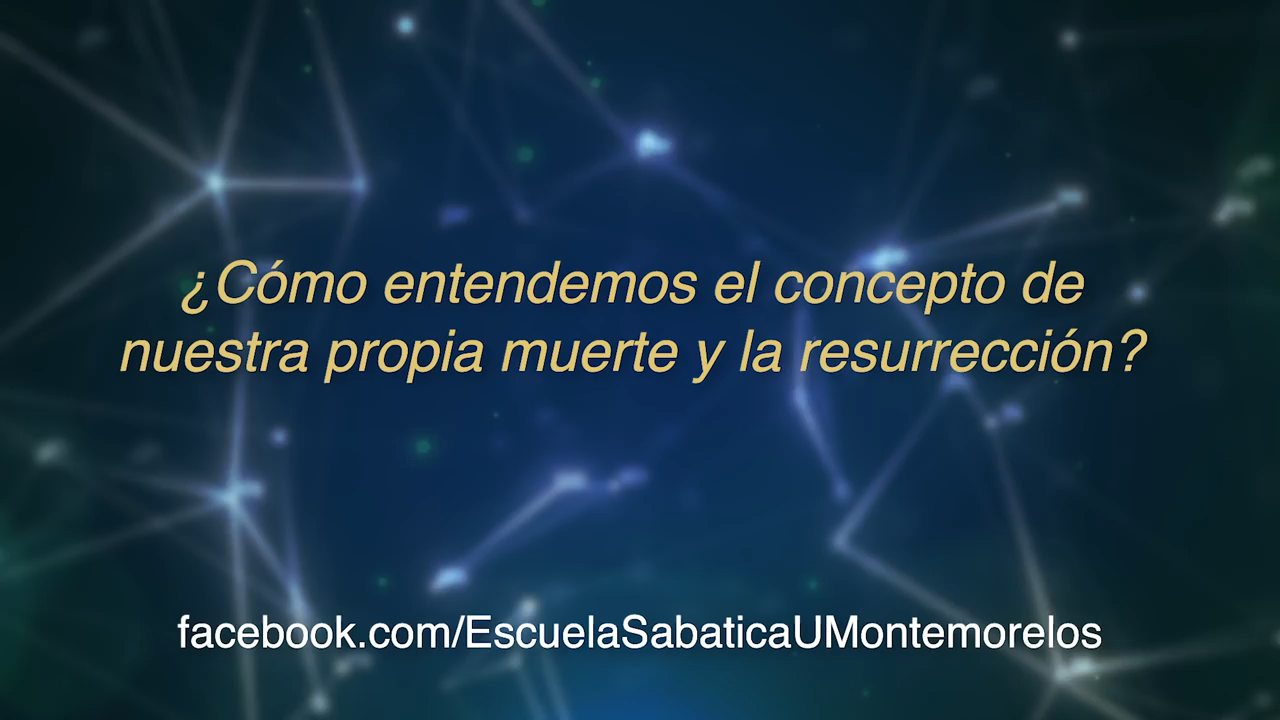 ¿Cómo entendemos el concepto de
nuestra propia muerte y la resurrección?
facebook.com/EscuelaSabaticaUMontemorelos